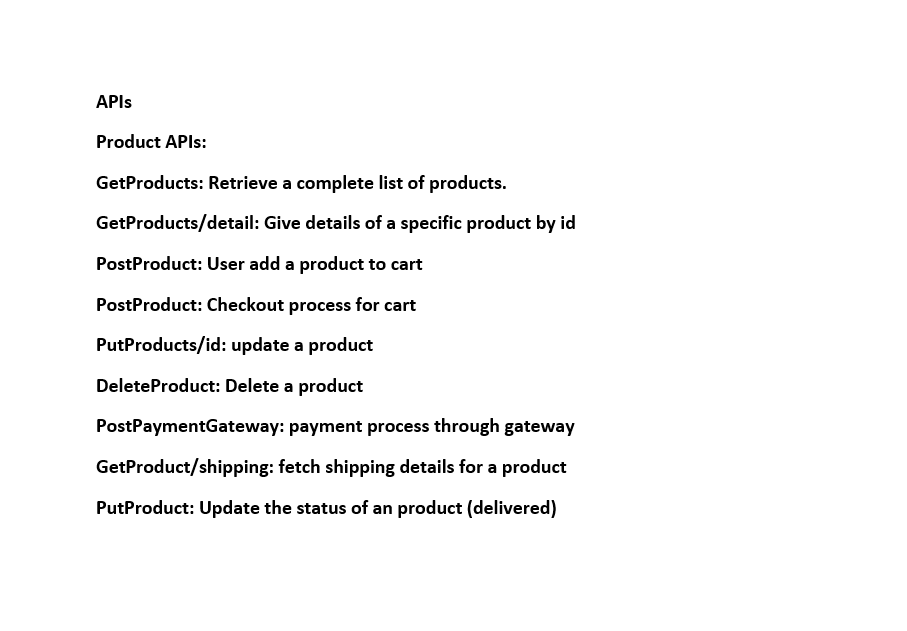 APIs
Product APIs:
GetProducts: Retrieve a complete list of products.
GetProducts/detail: Give details of a specific product by id
PostProduct: User add a product to cart
PostProduct: Checkout process for cart
PutProducts/id: update a product
DeleteProduct: Delete a product
PostPaymentGateway: payment process through gateway
GetProduct/shipping: fetch shipping details for a product
PutProduct: Update the status of an product (delivered)